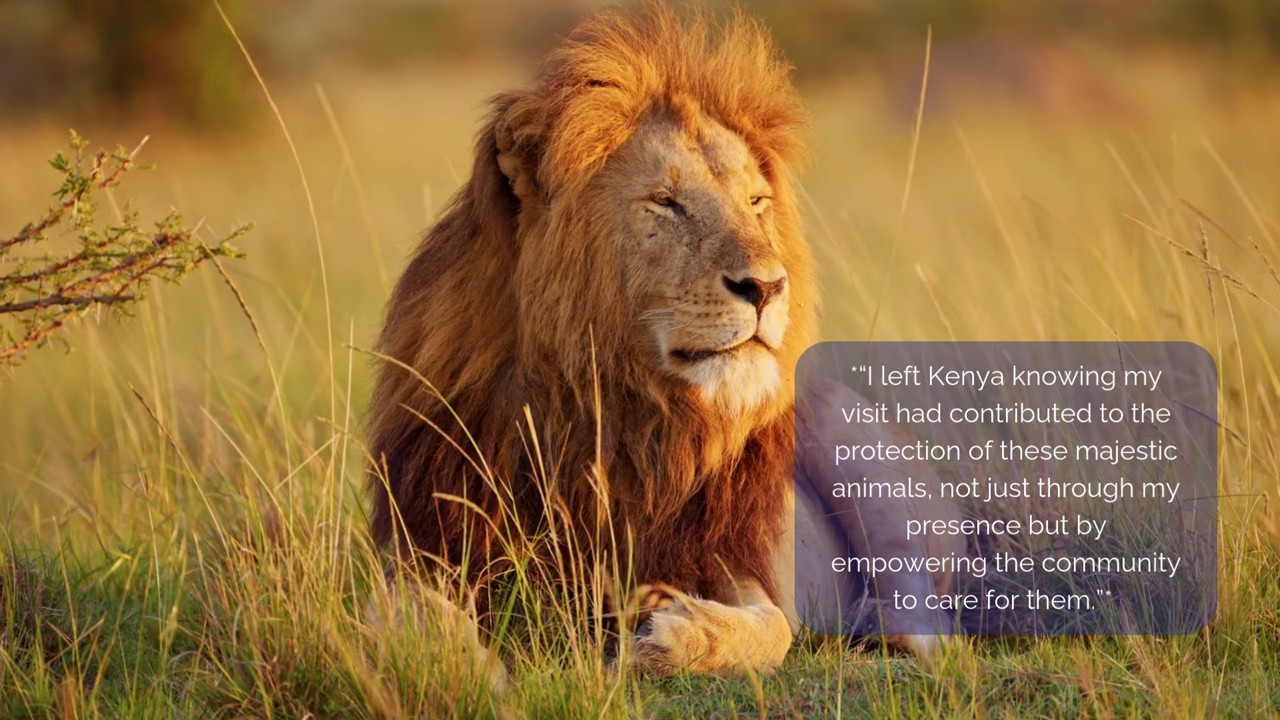 *“I left Kenya knowing my
visit had contributed to the
protection of these majestic
animals, not just through my
presence but by
empowering the community
to care for them.”*